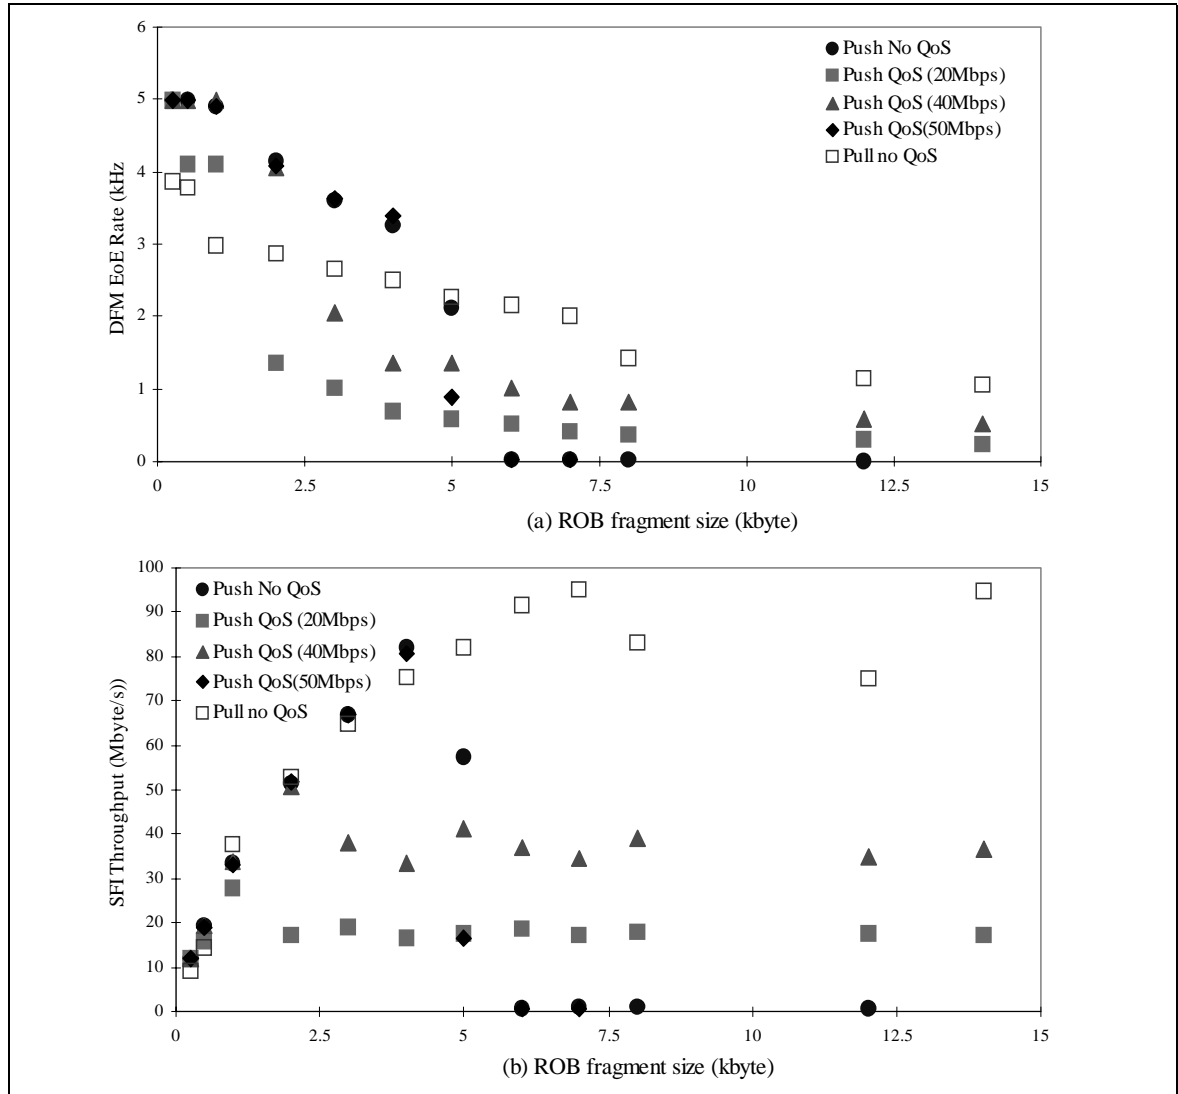 6
5
4
3
2
1
0
DFM EoE Rate (kHz
Push No QoS
Push QoS (20Mbps)
Push QoS (40Mbps)
Push QoS(50Mbps)
Pull no QoS
0 2.5 5 7.5 10 12.5 15
(a) ROB fragment size (kbyte)
100
90
80
70
60
50
40
30
20
10
0
SFI Throughput (Mbyte/s))
Push No QoS
Push QoS (20Mbps)
Push QoS (40Mbps)
Push QoS(50Mbps)
Pull no QoS
0 2.5 5 7.5 10 12.5 15
(b) ROB fragment size (kbyte)